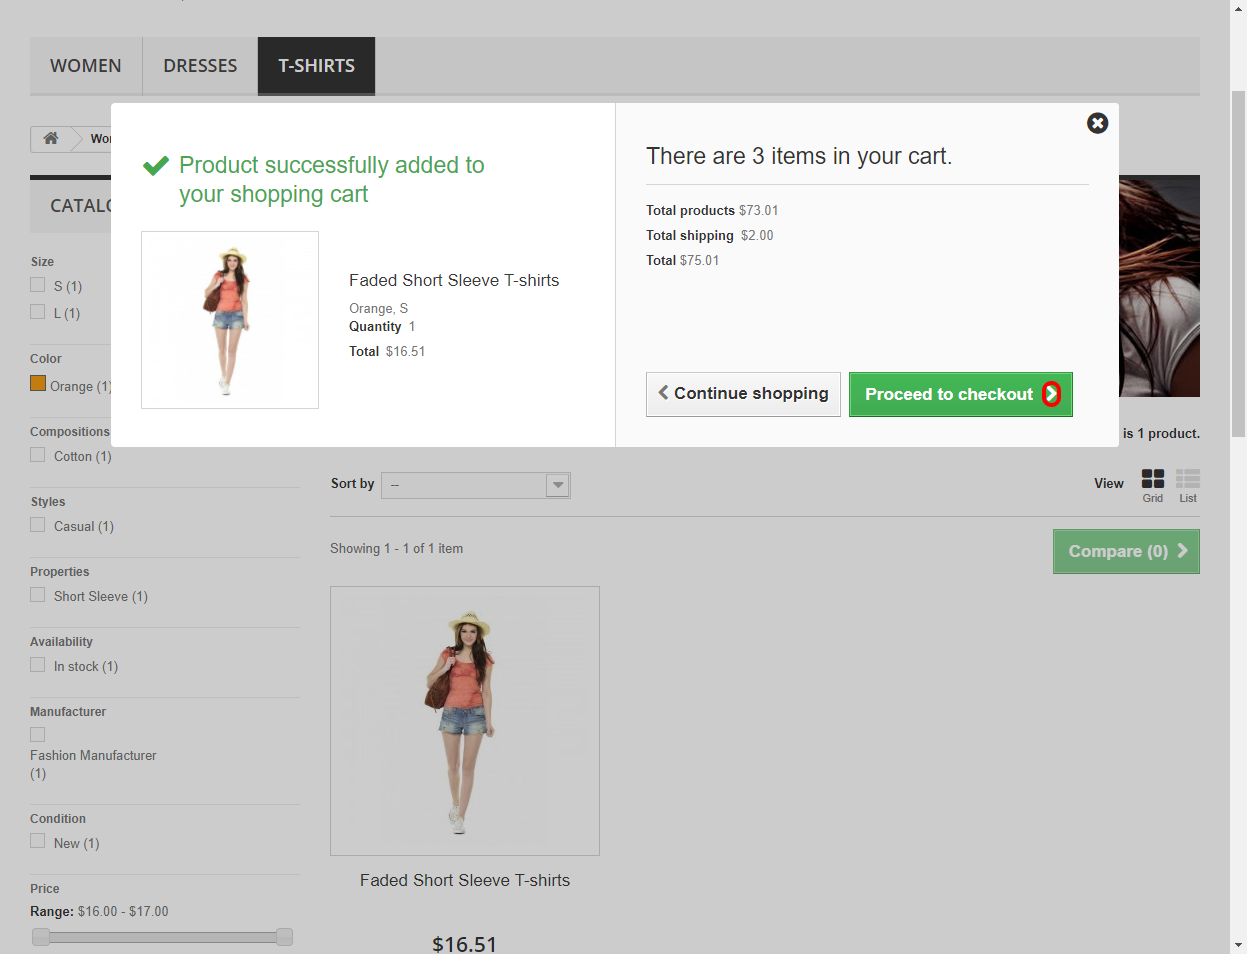 WOMEN
DRESSES
T-SHIRTS
Product successfully added to
your shopping cart
Faded Short Sleeve T-shirts
Orange, S
Quantity 1
Total $16.51
There are 3 items in your cart.
Total products $73.01
Total shipping $2.00
Total $75.01
Continue shopping
Proceed to checkout
Size
S (1)
L (1)
Color
Orange (1)
Compositions
Cotton (1)
Styles
Casual (1)
Properties
Short Sleeve (1)
Availability
In stock (1)
Manufacturer
Fashion Manufacturer
(1)
Condition
New (1)
Price
Range: $16.00 - $17.00
is 1 product.
Sort by
--
View
Grid
List
Showing 1 - 1 of 1 item
Compare (0)
Faded Short Sleeve T-shirts
$16.51